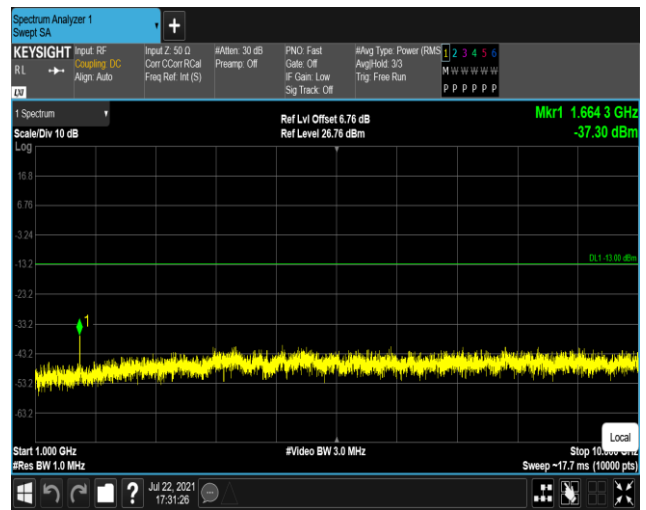 Spectrum Analyzer 1
Swept SA
+
KEYSIGHT
RL
LXI
Input: RF
Coupling: DC
Align: Auto
Input Z: 50 Ω
Corr CCorr RCal
Freq Ref: Int (S)
#Atten: 30 dB
Preamp: Off
PNO: Fast
Gate: Off
IF Gain: Low
Sig Track: Off
#Avg Type: Power (RMS
Avg|Hold: 3/3
Trig: Free Run
1 2 3 4 5 6
M W W W W W
P P P P P P
1 Spectrum
Scale/Div 10 dB
Log
Ref Lvl Offset 6.76 dB
Ref Level 26.76 dBm
Mkr1 1.664 3 GHz
-37.30 dBm
16.8
6.76
-3.24
-13.2
DL1 -13.00 dBm
-23.2
-33.2
1
-43.2
-53.2
-63.2
Local
Start 1.000 GHz
#Res BW 1.0 MHz
#Video BW 3.0 MHz
Stop 10.000 GHz
Sweep ~17.7 ms (10000 pts)
?
Jul 22, 2021
17:31:26